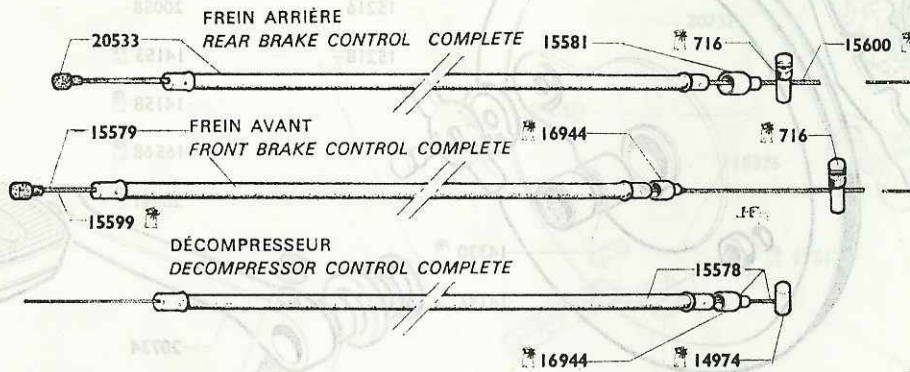 FREIN ARRIÈRE
20533 REAR BRAKE CONTROL COMPLETE 15581 716 15600
15579 FREIN AVANT 16944 716
FRONT BRAKE CONTROL COMPLETE
15599
DÉCOMPRESSEUR
DECOMPRESSOR CONTROL COMPLETE 15578
16944 14974